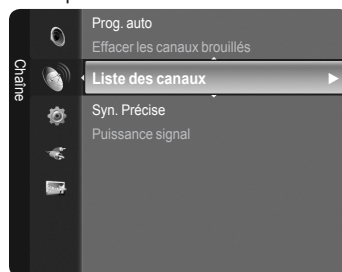 Chaîne
Prog. auto
Effacer les canaux brouillés
Liste des canaux
Syn. Précise
Puissance signal